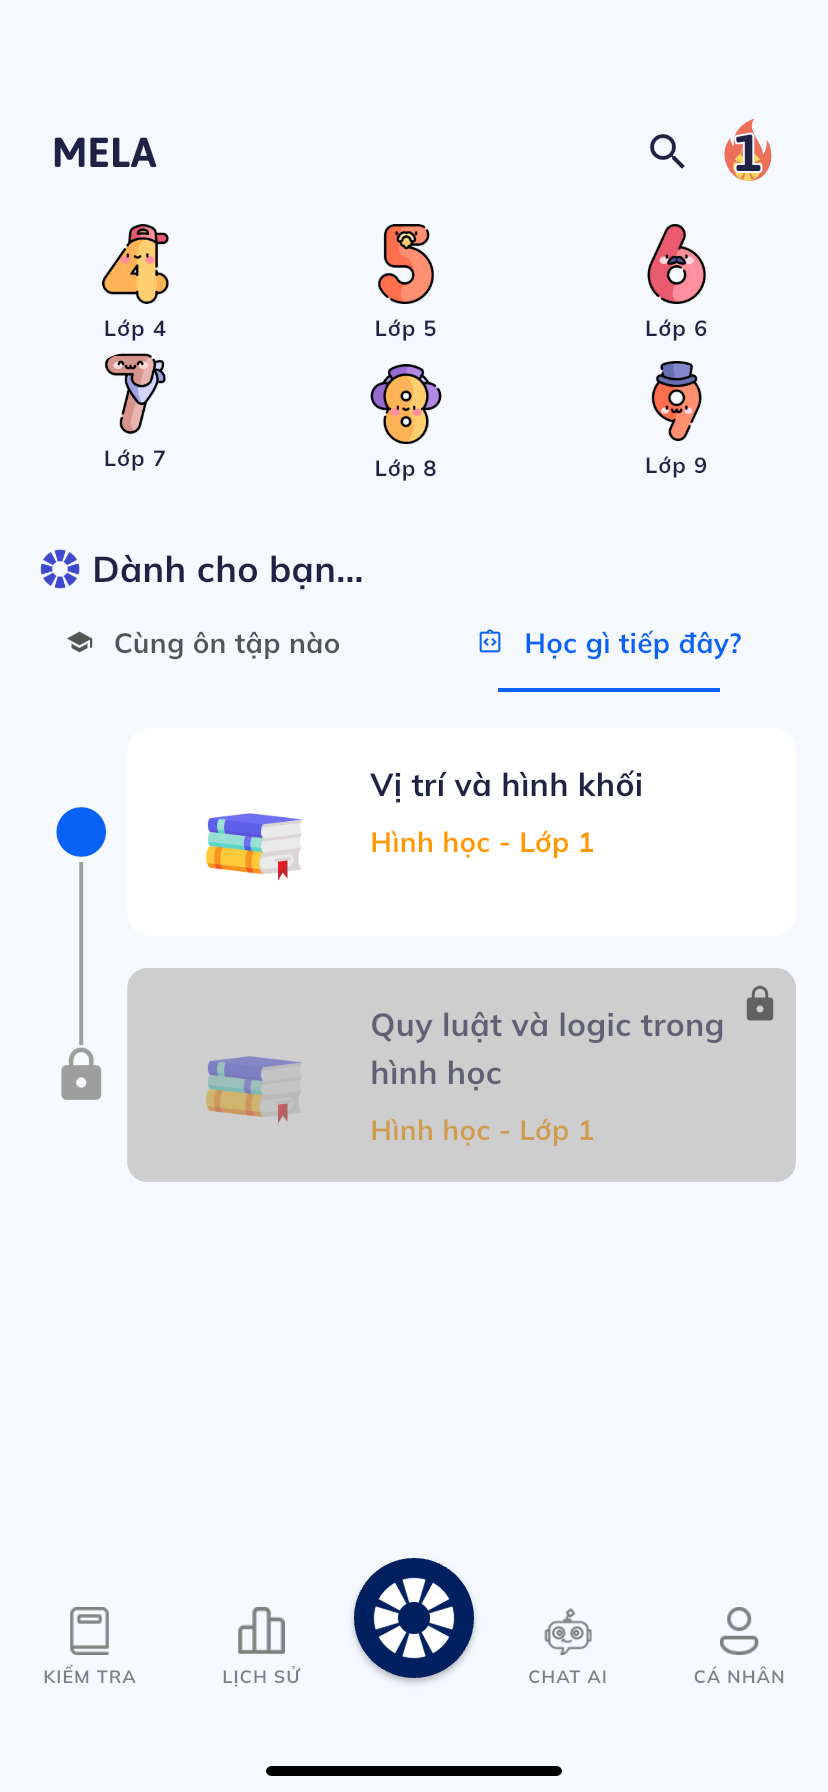 MELA
1
Lớp 4
Lớp 5
Lớp 6
Lớp 7
Lớp 8
Lớp 9
Dành cho bạn...
Cùng ôn tập nào
Học gì tiếp đây?
Vị trí và hình khối
Hình học - Lớp 1
Quy luật và logic trong
hình học
Hình học - Lớp 1
KIỂM TRA
LỊCH SỬ
CHAT AI
CÁ NHÂN